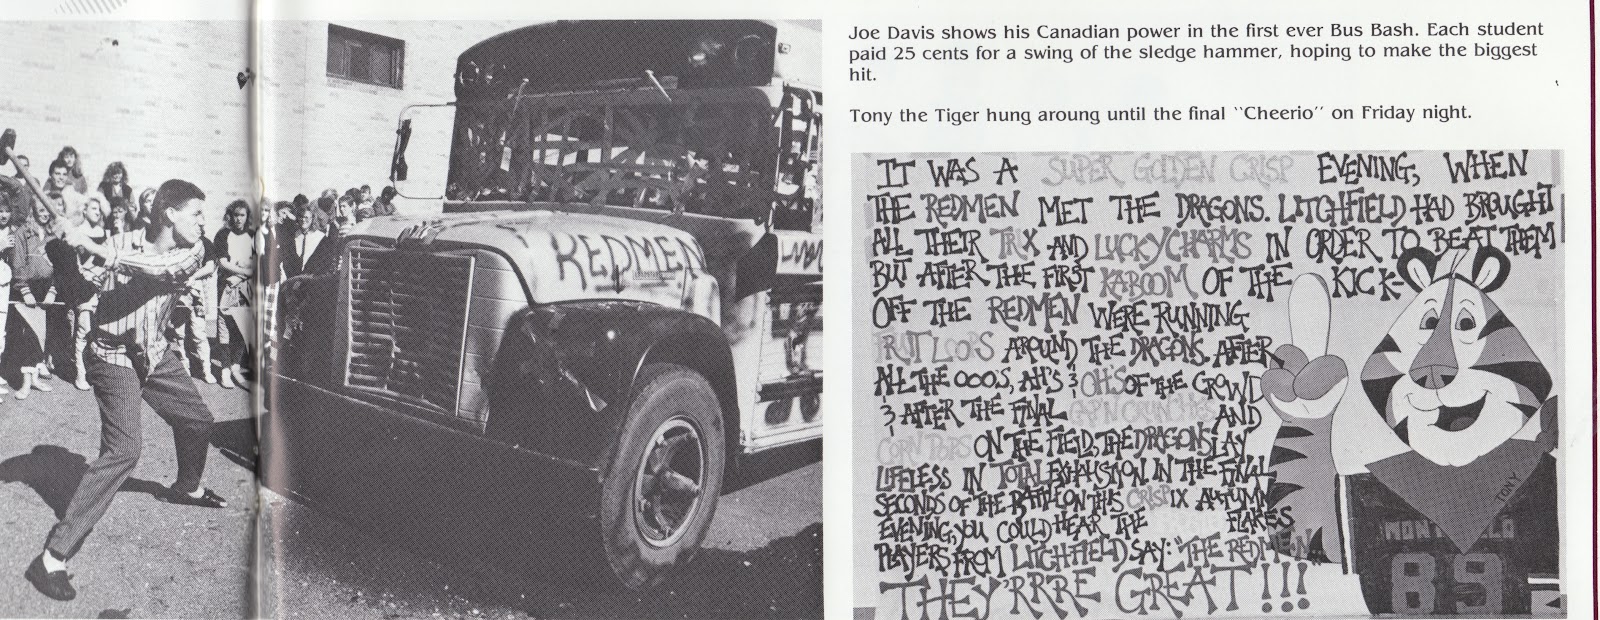 Joe Davis shows his Canadian power in the first ever Bus Bash. Each student
paid 25 cents for a swing of the sledge hammer, hoping to make the biggest
hit.
Tony the Tiger hung aroung until the final "Cheerio" on Friday night.
REDMEN
IT WAS A SUPER GOLDEN CRISP EVENING, WHEN
THE REDMEN MET THE DRAGONS. LITCHFIELD HAD BROUGHT
ALL THEIR TRIX AND LUCKY CHARMS IN ORDER TO BEAT THEM
BUT AFTER THE FIRST KABOOM OF THE KICK-
OFF THE REDMEN WERE RUNNING
FRUIT LOOPS AROUND THE DRAGONS. AFTER
ALL THE OOO'S, AH'S & OH'S OF THE CROWD
& AFTER THE FINAL CAP'N CRUNCHES AND
CORN POPS ON THE FIELD, THE DRAGONS LAY
LIFELESS IN TOTAL EXHAUSION. IN THE FINAL
SECONDS OF THE BATTLE ON THIS CRISPIX AUTUMN
EVENING, YOU COULD HEAR THE FLAKES
PLAYERS FROM LITCHFIELD SAY: "THE REDMEN"
THEY'RRRE GREAT!!!
TONY
MONTICELLO
89